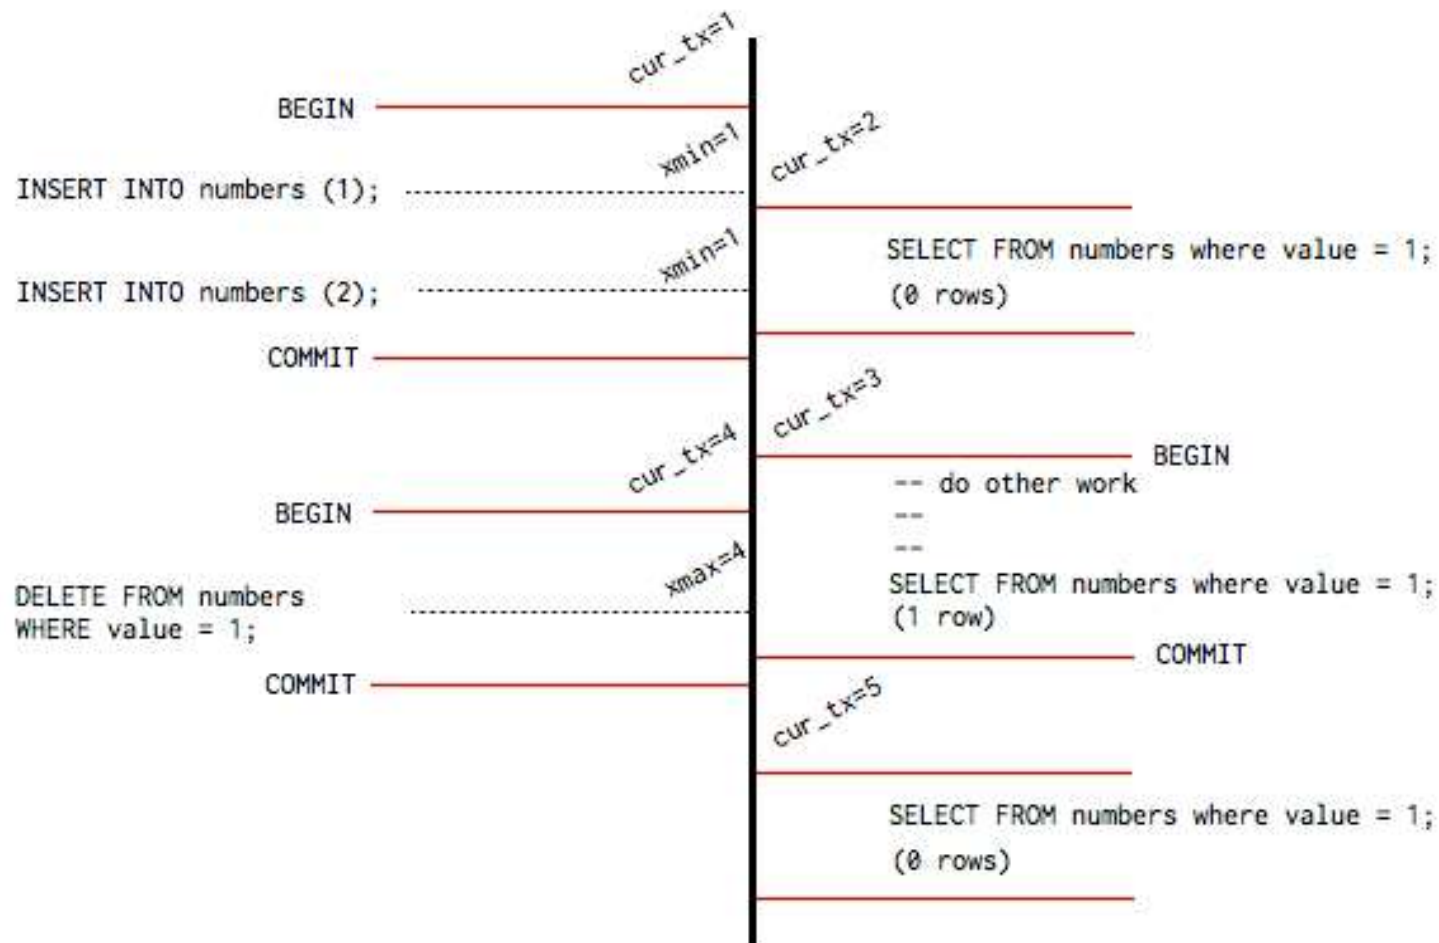 cur_tx=1
BEGIN
xmin=1
cur_tx=2
INSERT INTO numbers (1);
SELECT FROM numbers where value = 1;
xmin=1
INSERT INTO numbers (2);
(0 rows)
COMMIT
cur_tx=3
cur_tx=4
BEGIN
-- do other work
BEGIN
--
--
xmax=4
DELETE FROM numbers
WHERE value = 1;
SELECT FROM numbers where value = 1;
(1 row)
COMMIT
COMMIT
cur_tx=5
SELECT FROM numbers where value = 1;
(0 rows)